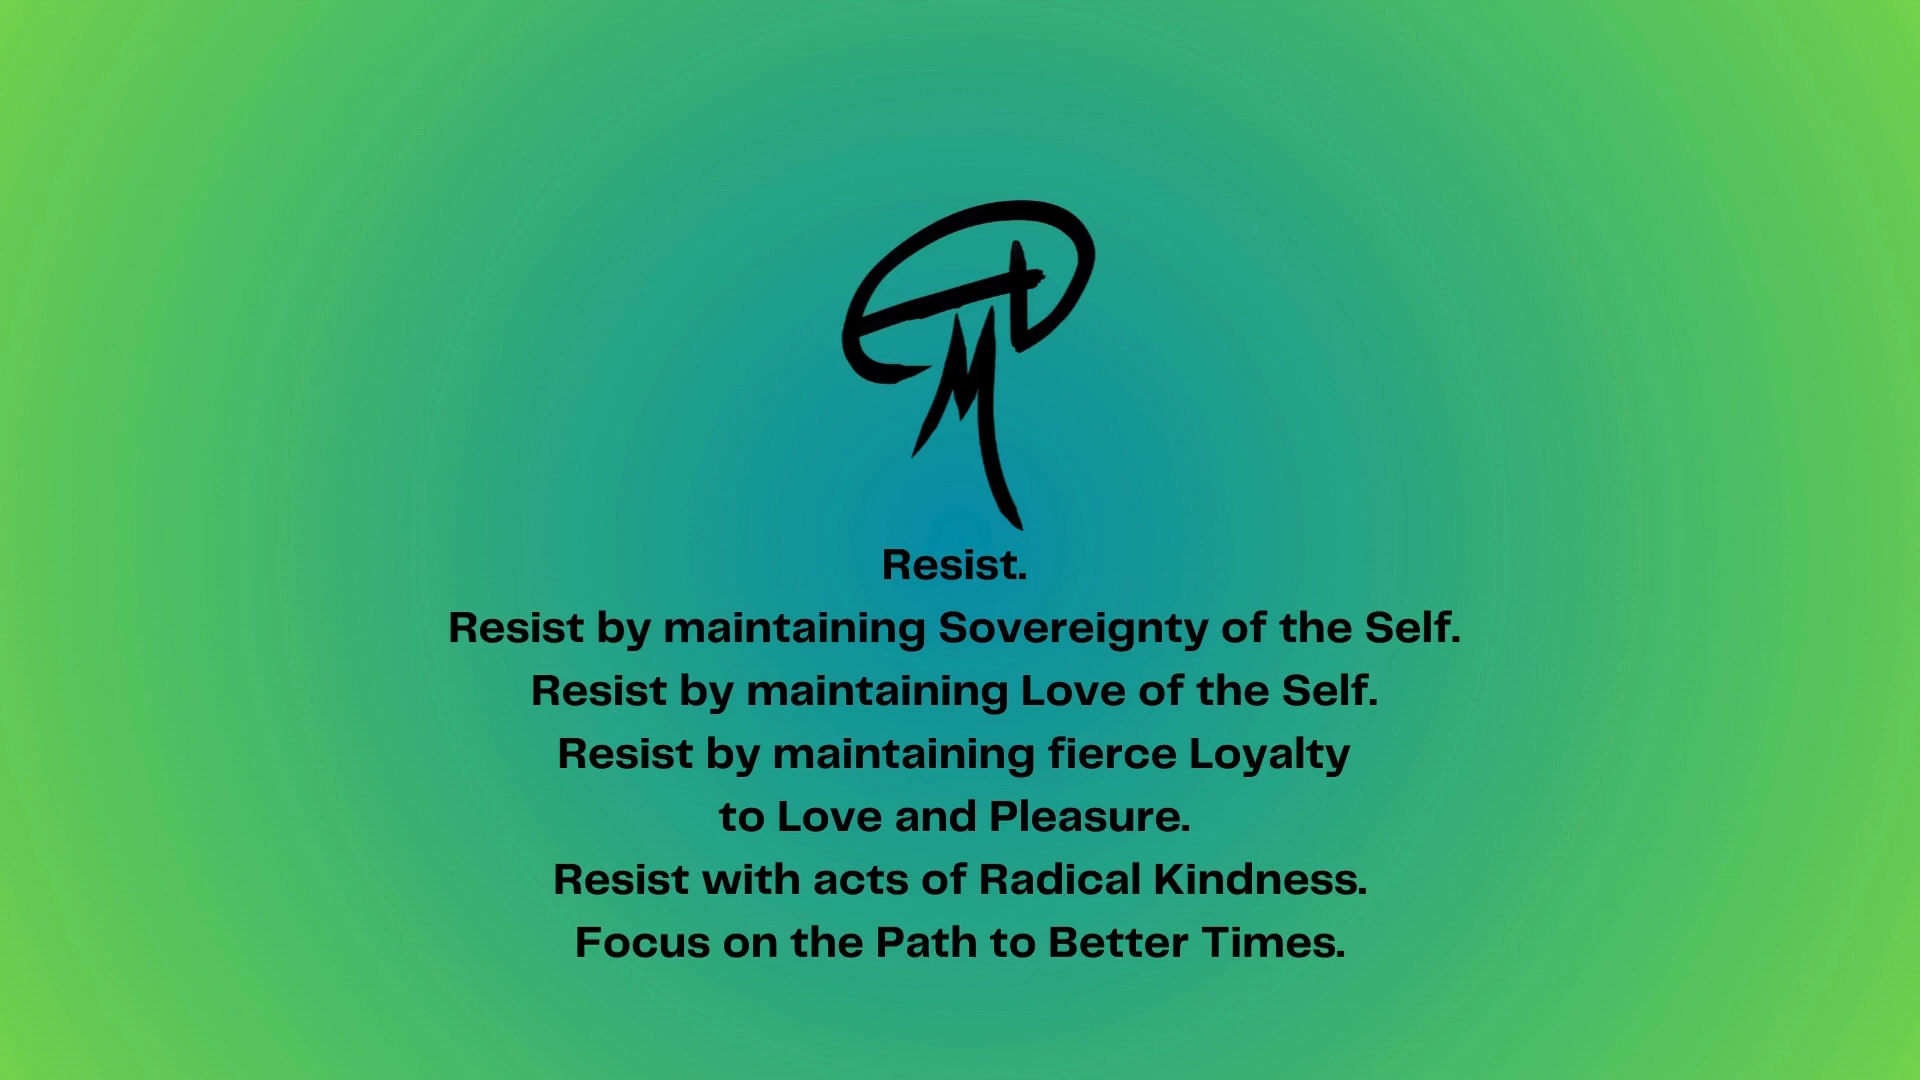 Resist.
Resist by maintaining Sovereignty of the Self.
Resist by maintaining Love of the Self.
Resist by maintaining fierce Loyalty
to Love and Pleasure.
Resist with acts of Radical Kindness.
Focus on the Path to Better Times.